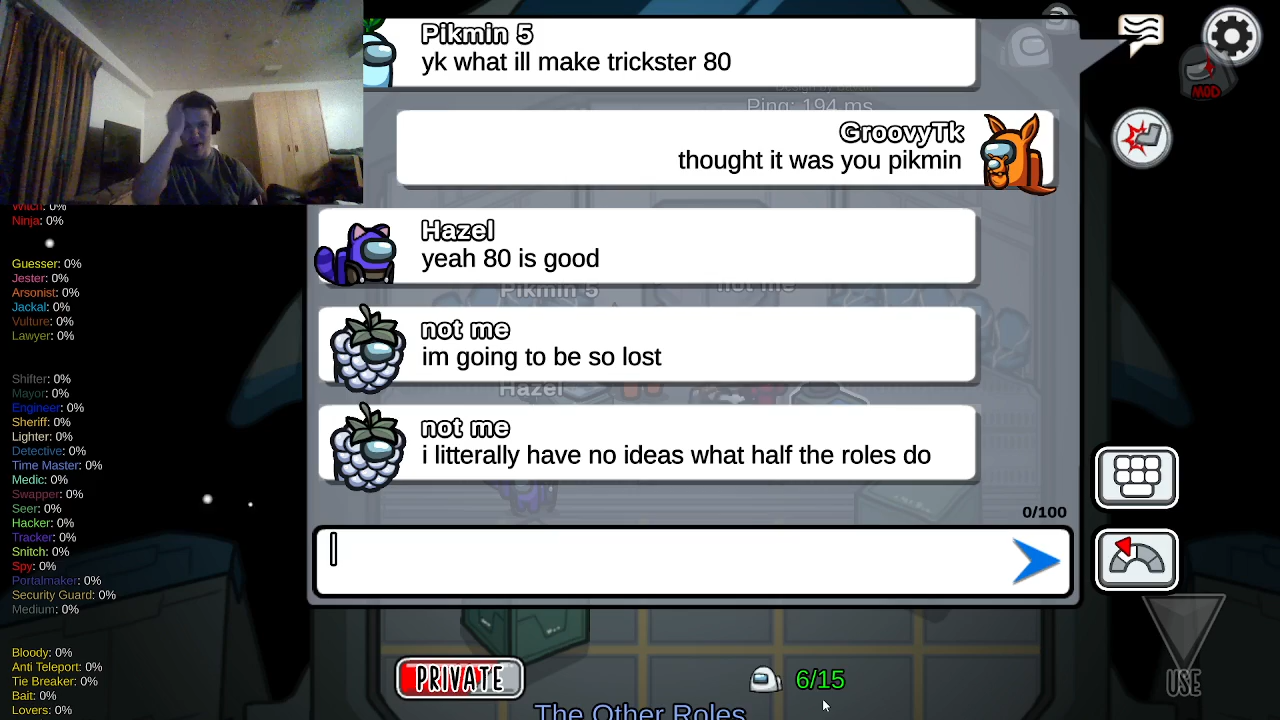 Pikmin 5
yk what ill make trickster 80
Ping: 194 ms
MOD
GroovyTk
thought it was you pikmin
Witch: 0%
Ninja: 0%
Hazel
yeah 80 is good
Guesser: 0%
Jester: 0%
Arsonist: 0%
Jackal: 0%
Vulture: 0%
Lawyer: 0%
Pikmin 5
not me
not me
im going to be so lost
Shifter: 0%
Mayor: 0%
Engineer: 0%
Sheriff: 0%
Lighter: 0%
Detective: 0%
Time Master: 0%
Medic: 0%
Swapper: 0%
Seer: 0%
Hacker: 0%
Tracker: 0%
Snitch: 0%
Spy: 0%
Portalmaker: 0%
Security Guard: 0%
Medium: 0%
Hazel
not me
i litterally have no ideas what half the roles do
0/100
Bloody: 0%
Anti Teleport: 0%
Tie Breaker: 0%
Bait: 0%
Lovers: 0%
PRIVATE
6/15
USE
The Other Roles